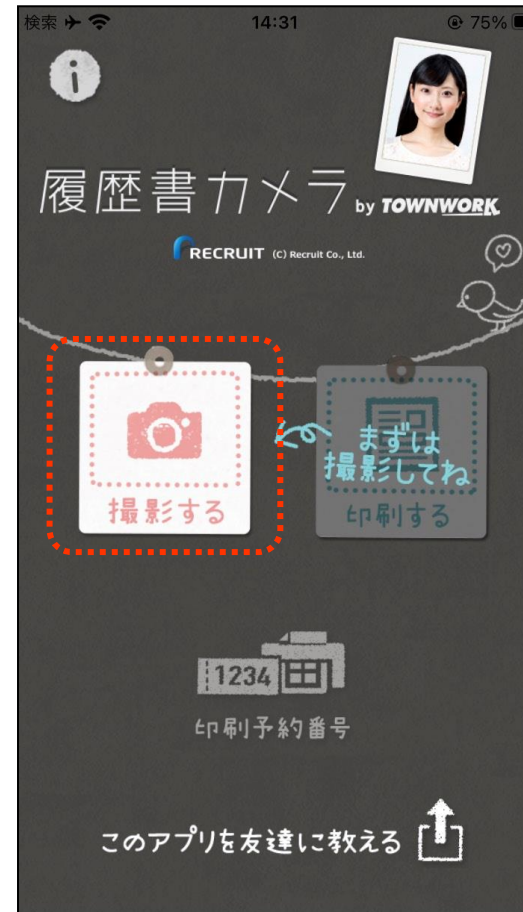 検索 14:31 75%
履歴書カメラ by TOWNWORK
RECRUIT (C) Recruit Co., Ltd.
まずは
撮影してね
撮影する
印刷する
1234
印刷予約番号
このアプリを友達に教える